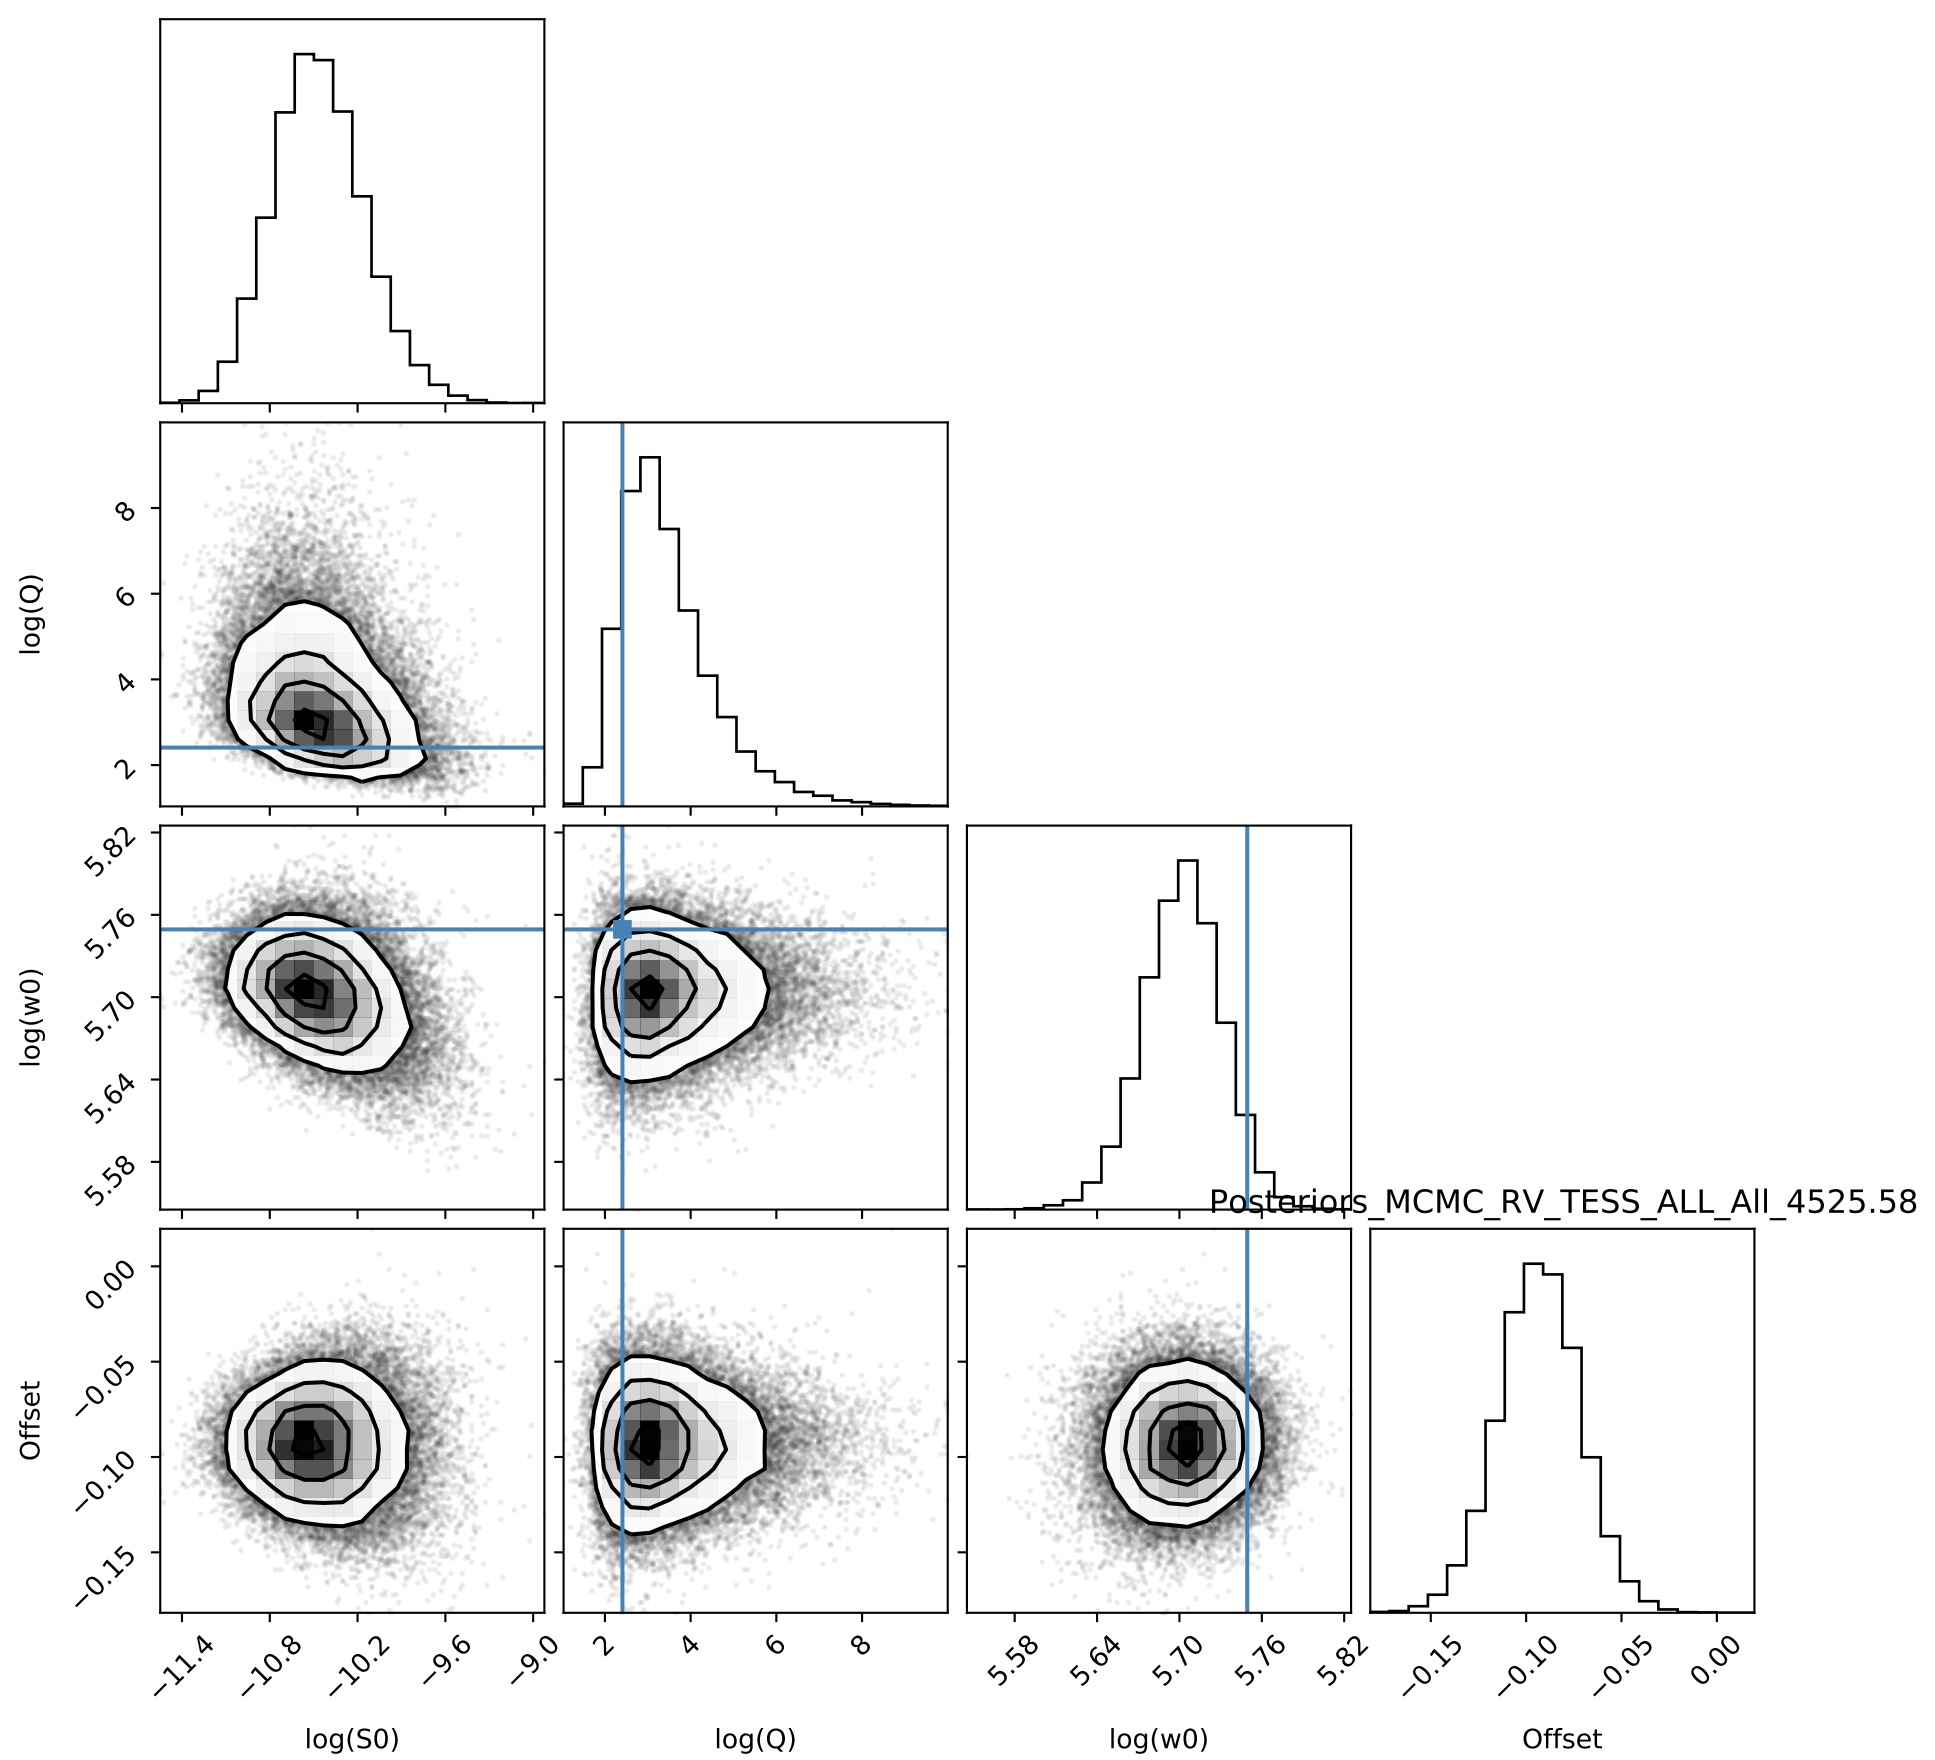 log(Q)
8
6
4
2
log(w0)
5.82
5.76
5.70
5.64
5.58
Posteriors_MCMC_RV_TESS_ALL_All_4525.58
Offset
0.00
−0.05
−0.10
−0.15
−11.4 −10.8 −10.2 −9.6 −9.0 2 4 6 8 5.58 5.64 5.70 5.76 5.82 −0.15 −0.10 −0.05 0.00
log(S0) log(Q) log(w0) Offset